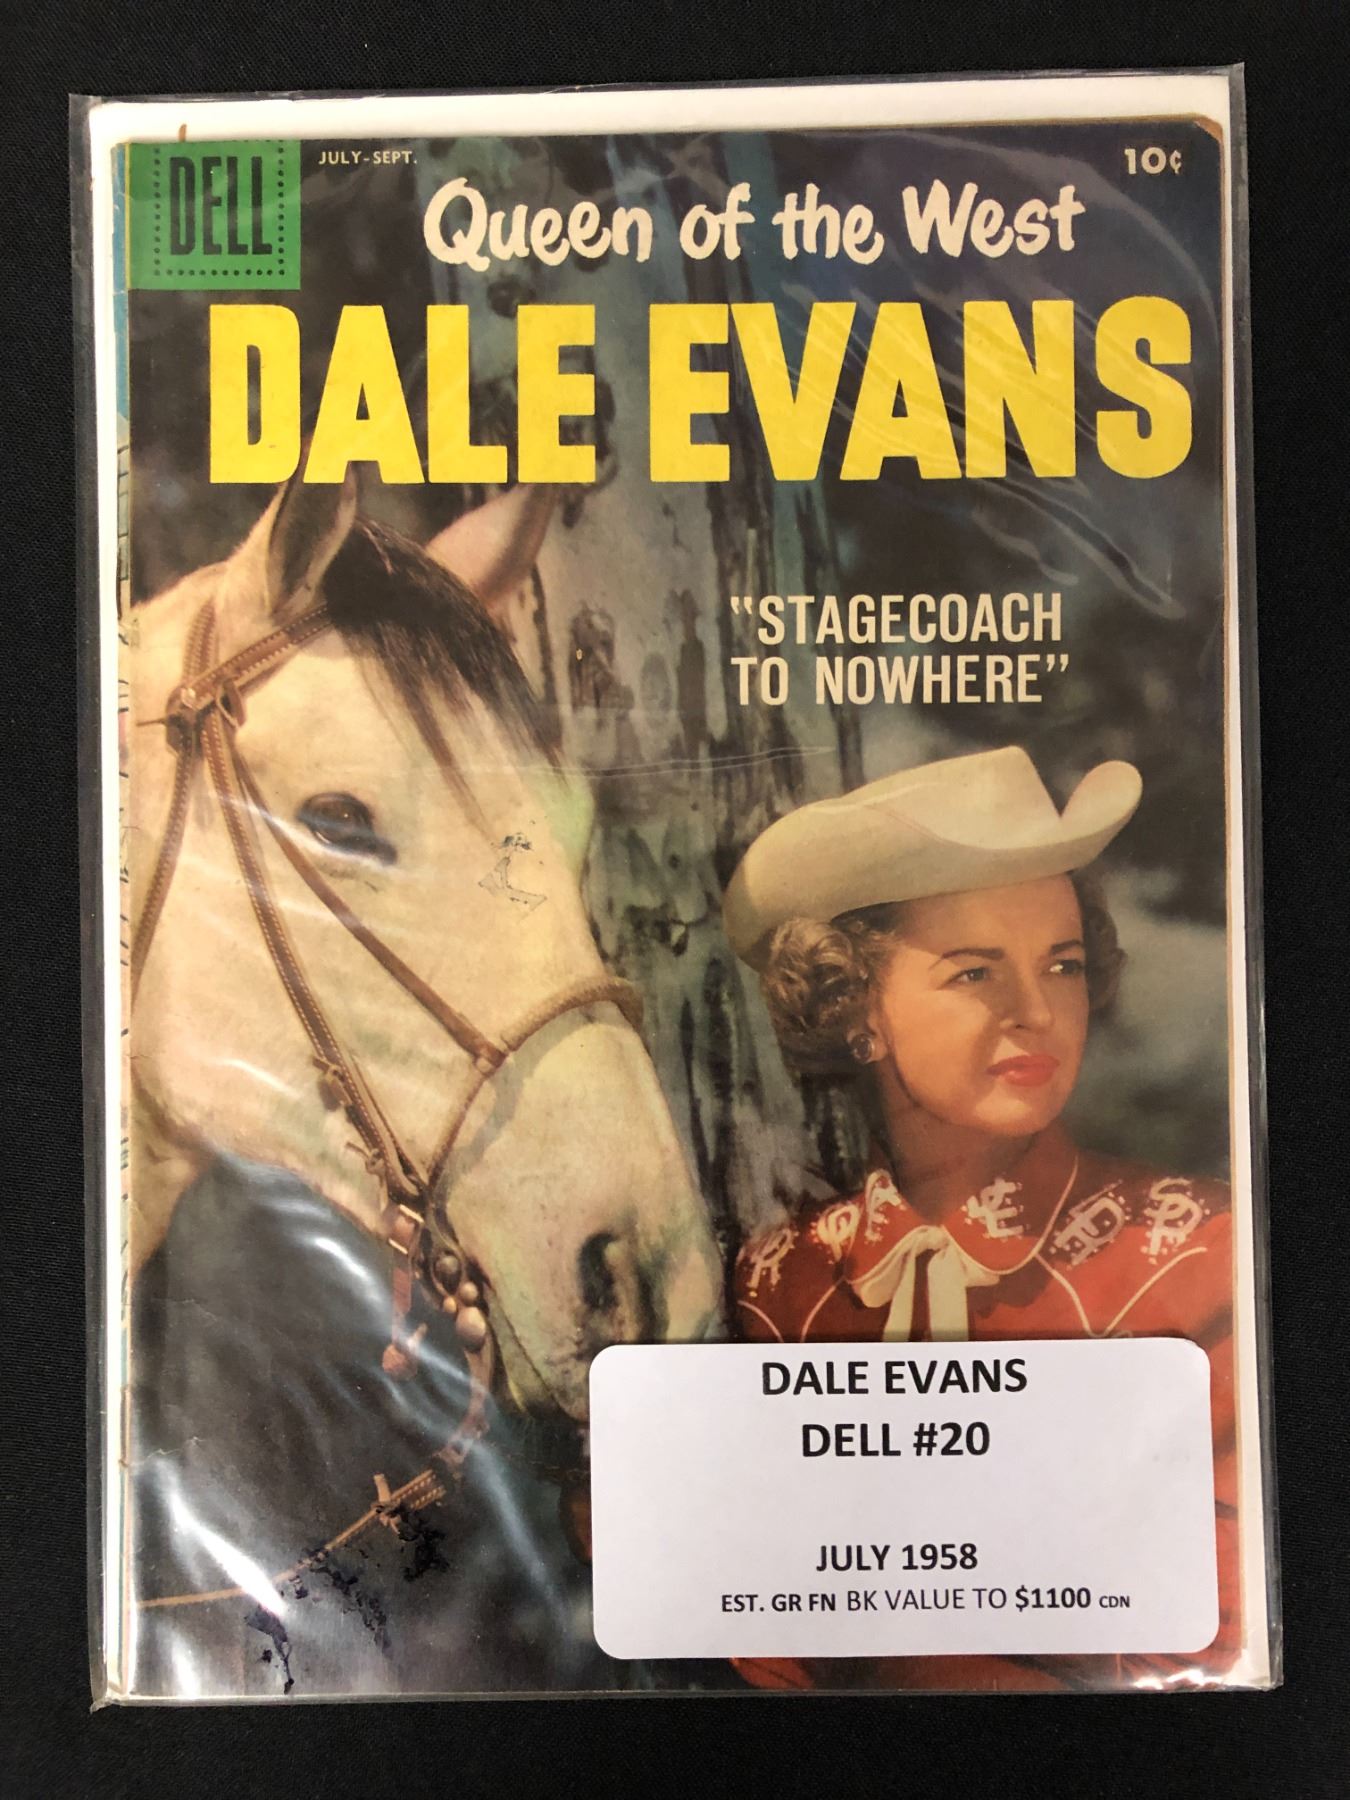 DELL
JULY-SEPT.
10¢
Queen of the West
DALE EVANS
"STAGECOACH
TO NOWHERE"
DALE EVANS
DELL #20
JULY 1958
EST. GR FN BK VALUE TO $1100 CDN